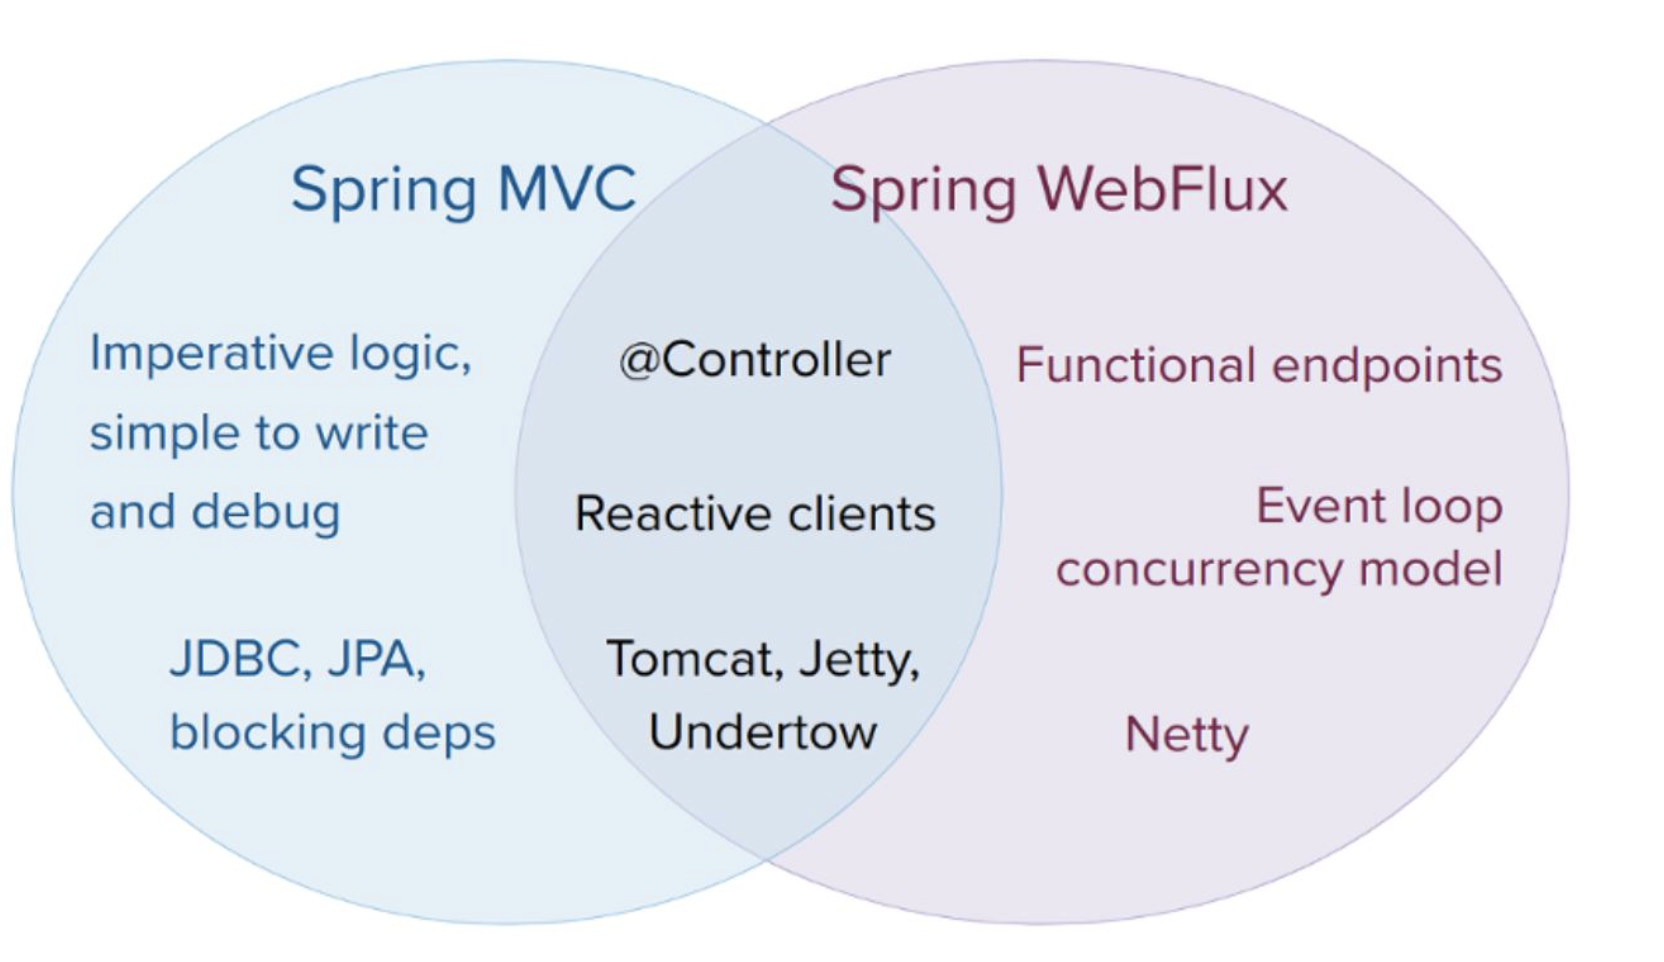 Spring MVC
Spring WebFlux
Imperative logic,
simple to write
and debug
JDBC, JPA,
blocking deps
@Controller
Reactive clients
Tomcat, Jetty,
Undertow
Functional endpoints
Event loop
concurrency model
Netty